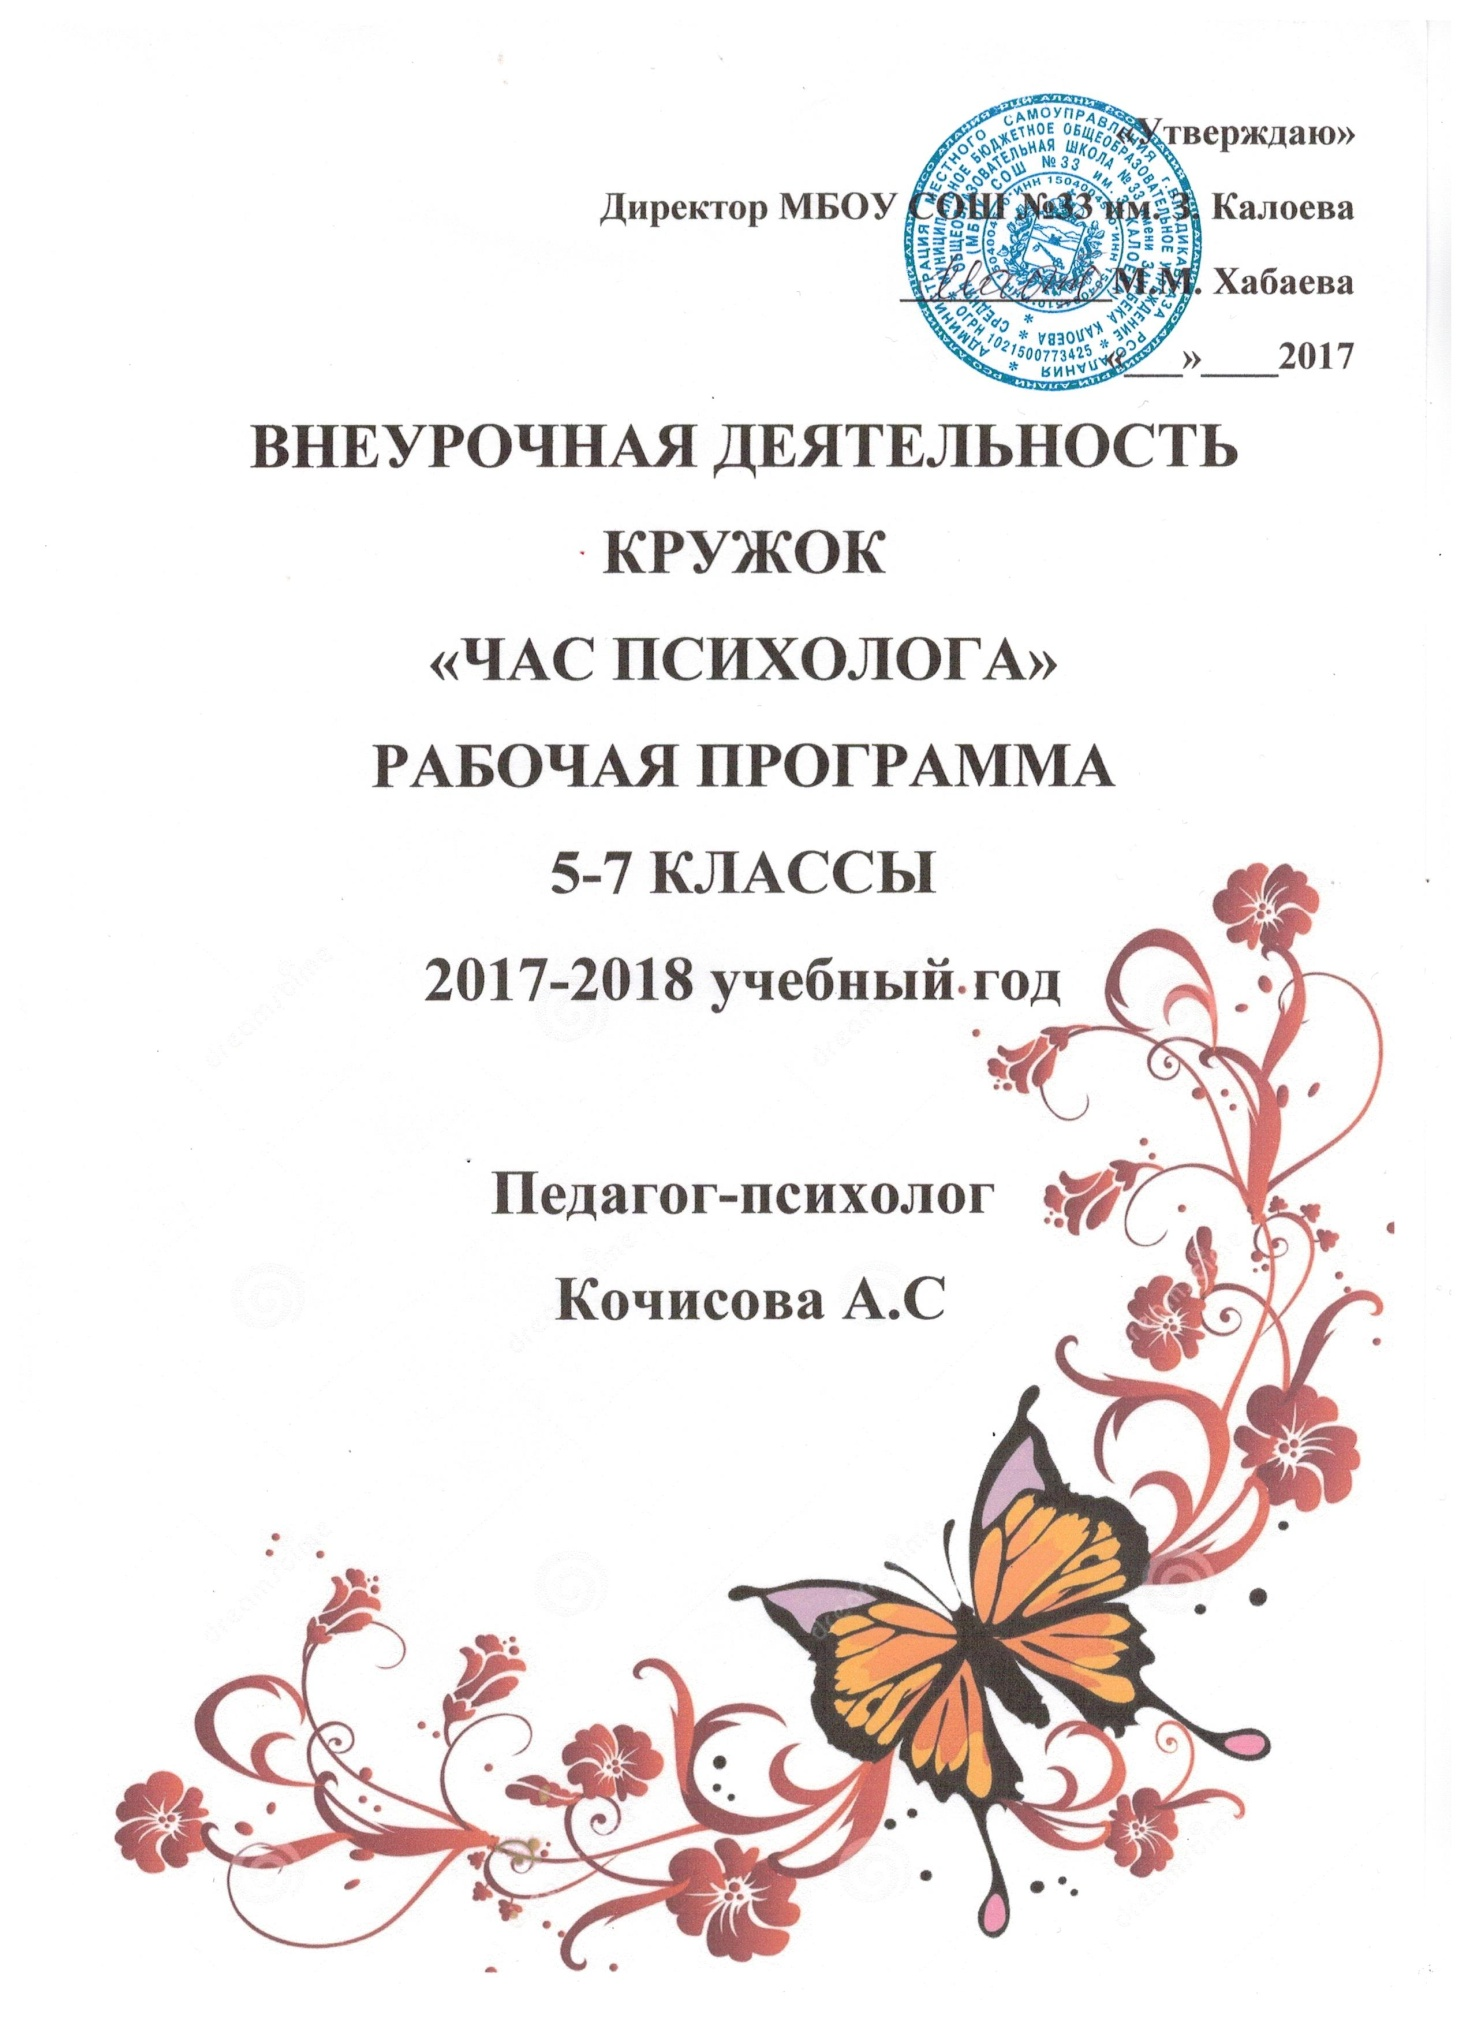 «Утверждаю»
Директор МБОУ СОШ №33 им. З. Калоева
___________М.М. Хабаева
«___»____2017
ВНЕУРОЧНАЯ ДЕЯТЕЛЬНОСТЬ
КРУЖОК
«ЧАС ПСИХОЛОГА»
РАБОЧАЯ ПРОГРАММА
5-7 КЛАССЫ
2017-2018 учебный год
Педагог-психолог
Кочисова А.С